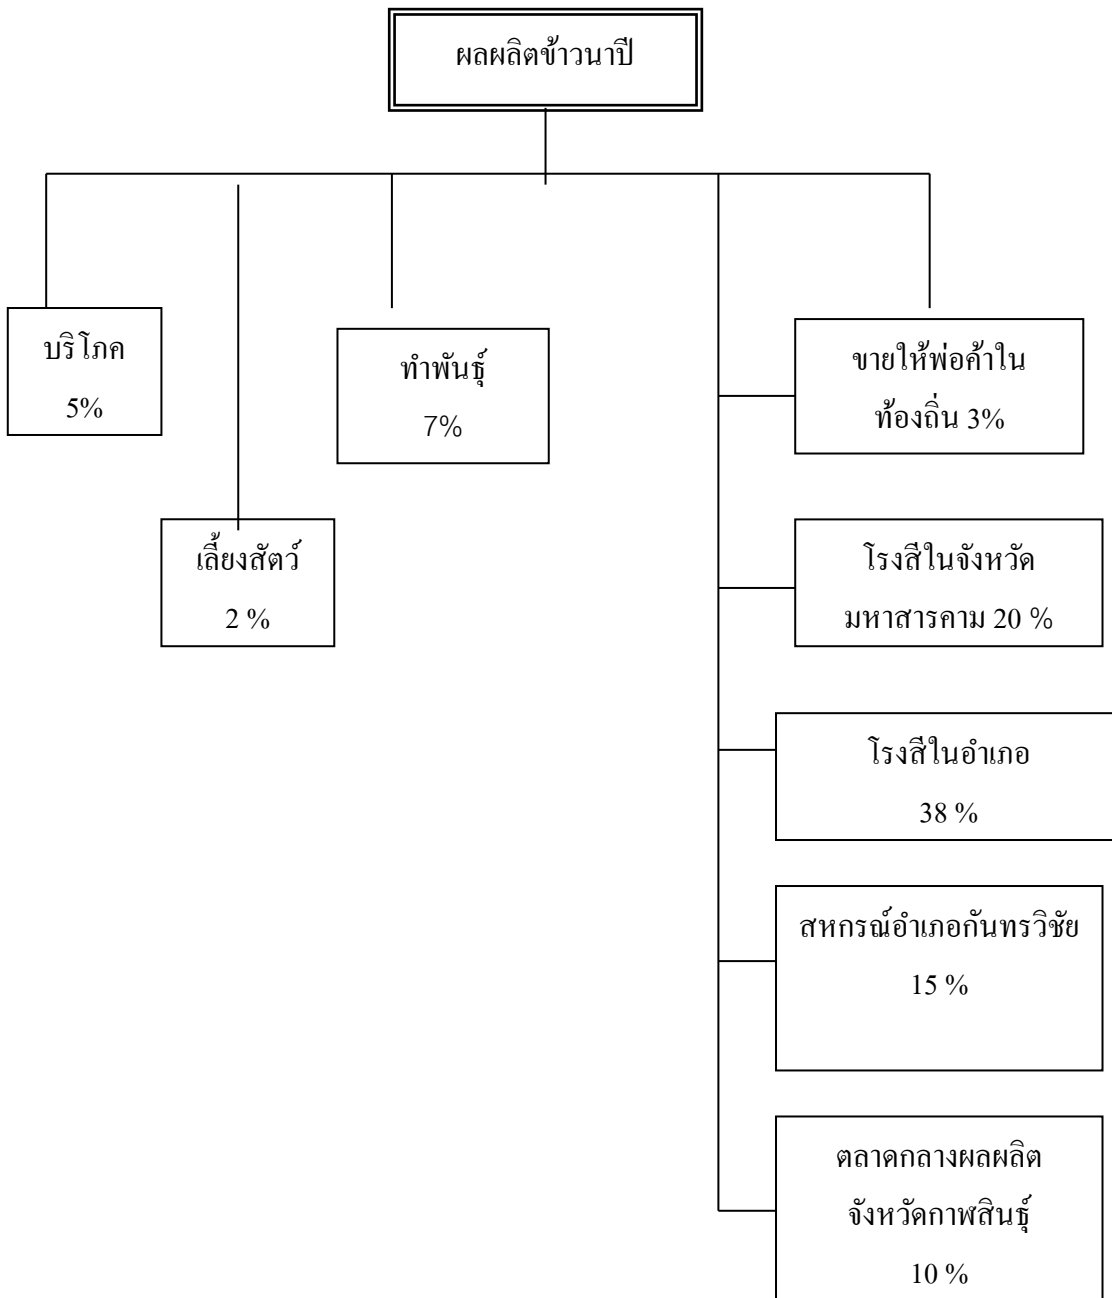 ผลผลิตข้าวนาปี
บริโภค
5%
เลี้ยงสัตว์
2 %
ทำพันธุ์
7%
ขายให้พ่อค้าใน
ท้องถิ่น 3%
โรงสีในจังหวัด
มหาสารคาม 20 %
โรงสีในอำเภอ
38 %
สหกรณ์อำเภอกันทรวิชัย
15 %
ตลาดกลางผลผลิต
จังหวัดกาฬสินธุ์
10 %